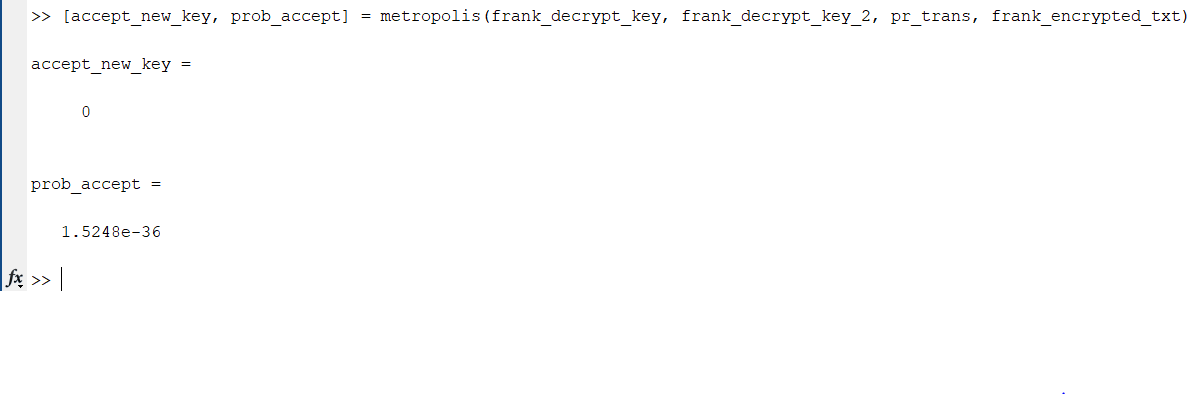 >> [accept_new_key, prob_accept] = metropolis(frank_decrypt_key, frank_decrypt_key_2, pr_trans, frank_encrypted_txt)
accept_new_key =
0
prob_accept =
1.5248e-36
fx >>